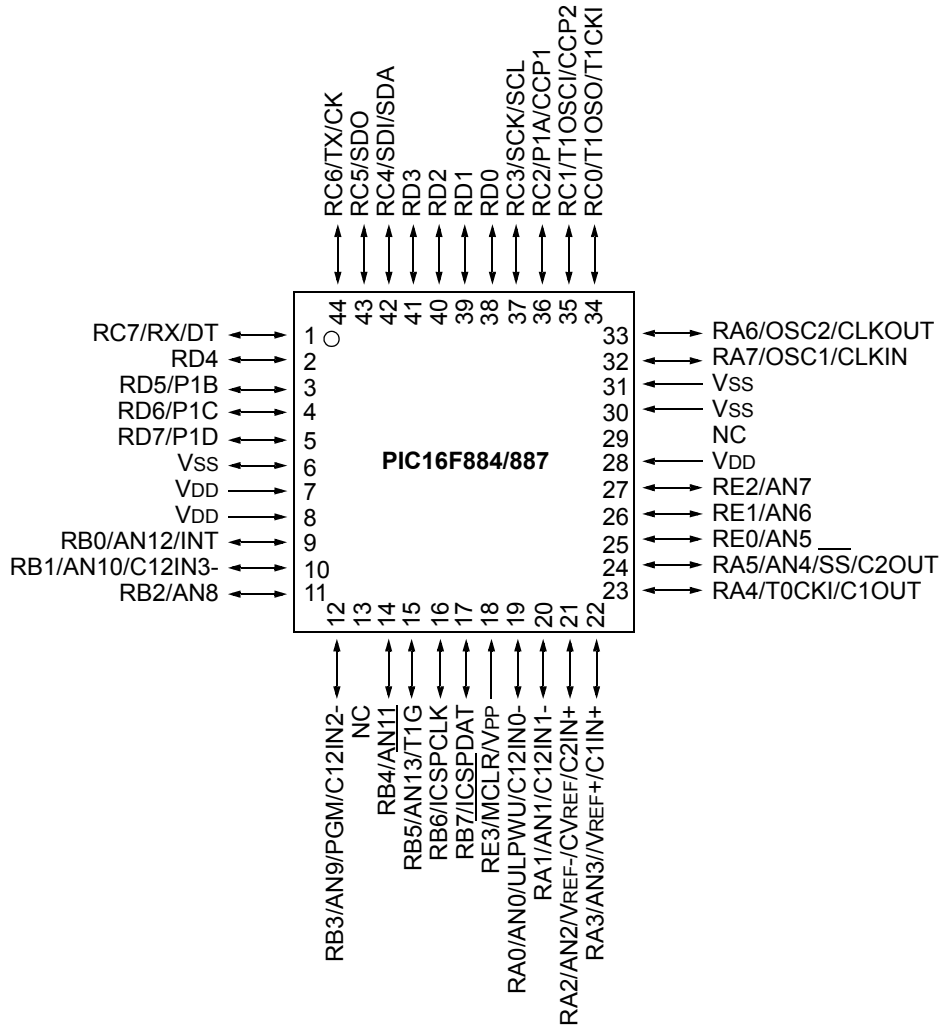 RC6/TX/CK
RC5/SDO
RC4/SDI/SDA
RD3
RD2
RD1
RD0
RC3/SCK/SCL
RC2/P1A/CCP1
RC1/T1OSCI/CCP2
RC0/T1OSO/T1CKI
44
43
42
41
40
39
38
37
36
35
34
RC7/RX/DT 1
RD4 2
RD5/P1B 3
RD6/P1C 4
RD7/P1D 5
VSS 6
VDD 7
VDD 8
RB0/AN12/INT 9
RB1/AN10/C12IN3- 10
RB2/AN8 11
PIC16F884/887
33 RA6/OSC2/CLKOUT
32 RA7/OSC1/CLKIN
31 VSS
30 VSS
29 NC
28 VDD
27 RE2/AN7
26 RE1/AN6
25 RE0/AN5
24 RA5/AN4/SS/C2OUT
23 RA4/T0CKI/C1OUT
12
13
14
15
16
17
18
19
20
21
22
RB3/AN9/PGM/C12IN2-
NC
RB4/AN11
RB5/AN13/T1G
RB6/ICSPCLK
RB7/ICSPDAT
RE3/MCLR/VPP
RA0/AN0/ULPWU/C12IN0-
RA1/AN1/C12IN1-
RA2/AN2/VREF-/CVREF/C2IN+
RA3/AN3//VREF+/C1IN+